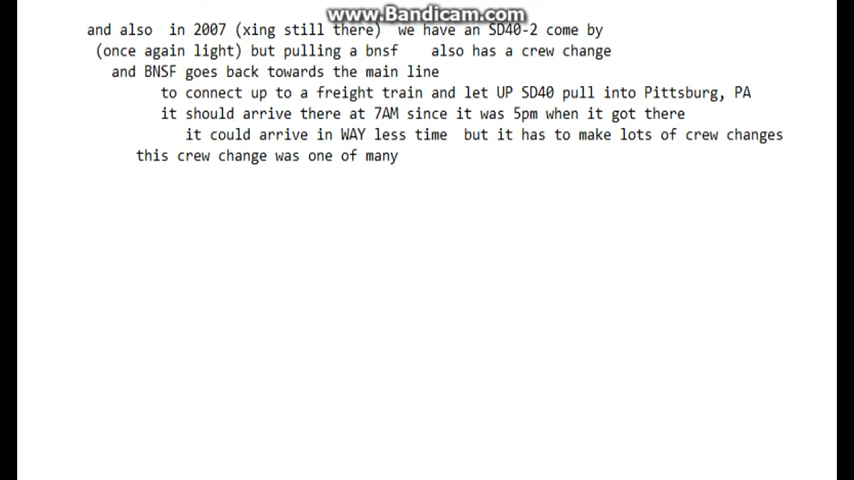 www.Bandicam.com
and also in 2007 (xing still there) we have an SD40-2 come by
(once again light) but pulling a bnsf also has a crew change
and BNSF goes back towards the main line
to connect up to a freight train and let UP SD40 pull into Pittsburg, PA
it should arrive there at 7AM since it was 5pm when it got there
it could arrive in WAY less time but it has to make lots of crew changes
this crew change was one of many